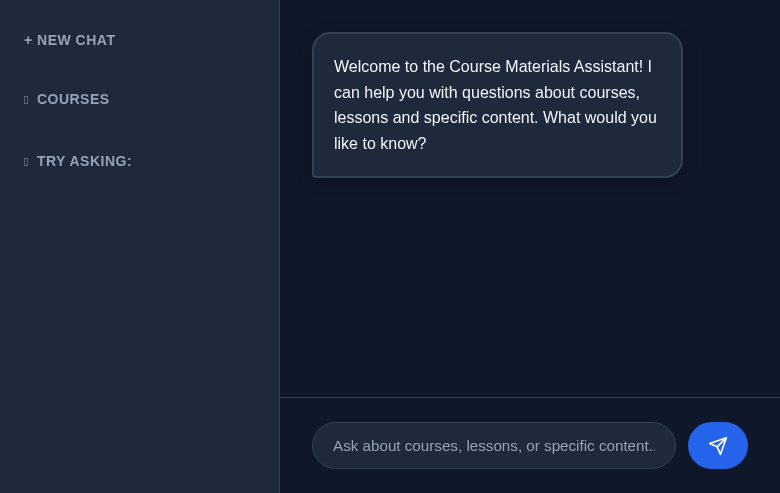 + NEW CHAT
COURSES
TRY ASKING:
Welcome to the Course Materials Assistant! I
can help you with questions about courses,
lessons and specific content. What would you
like to know?
Ask about courses, lessons, or specific content..